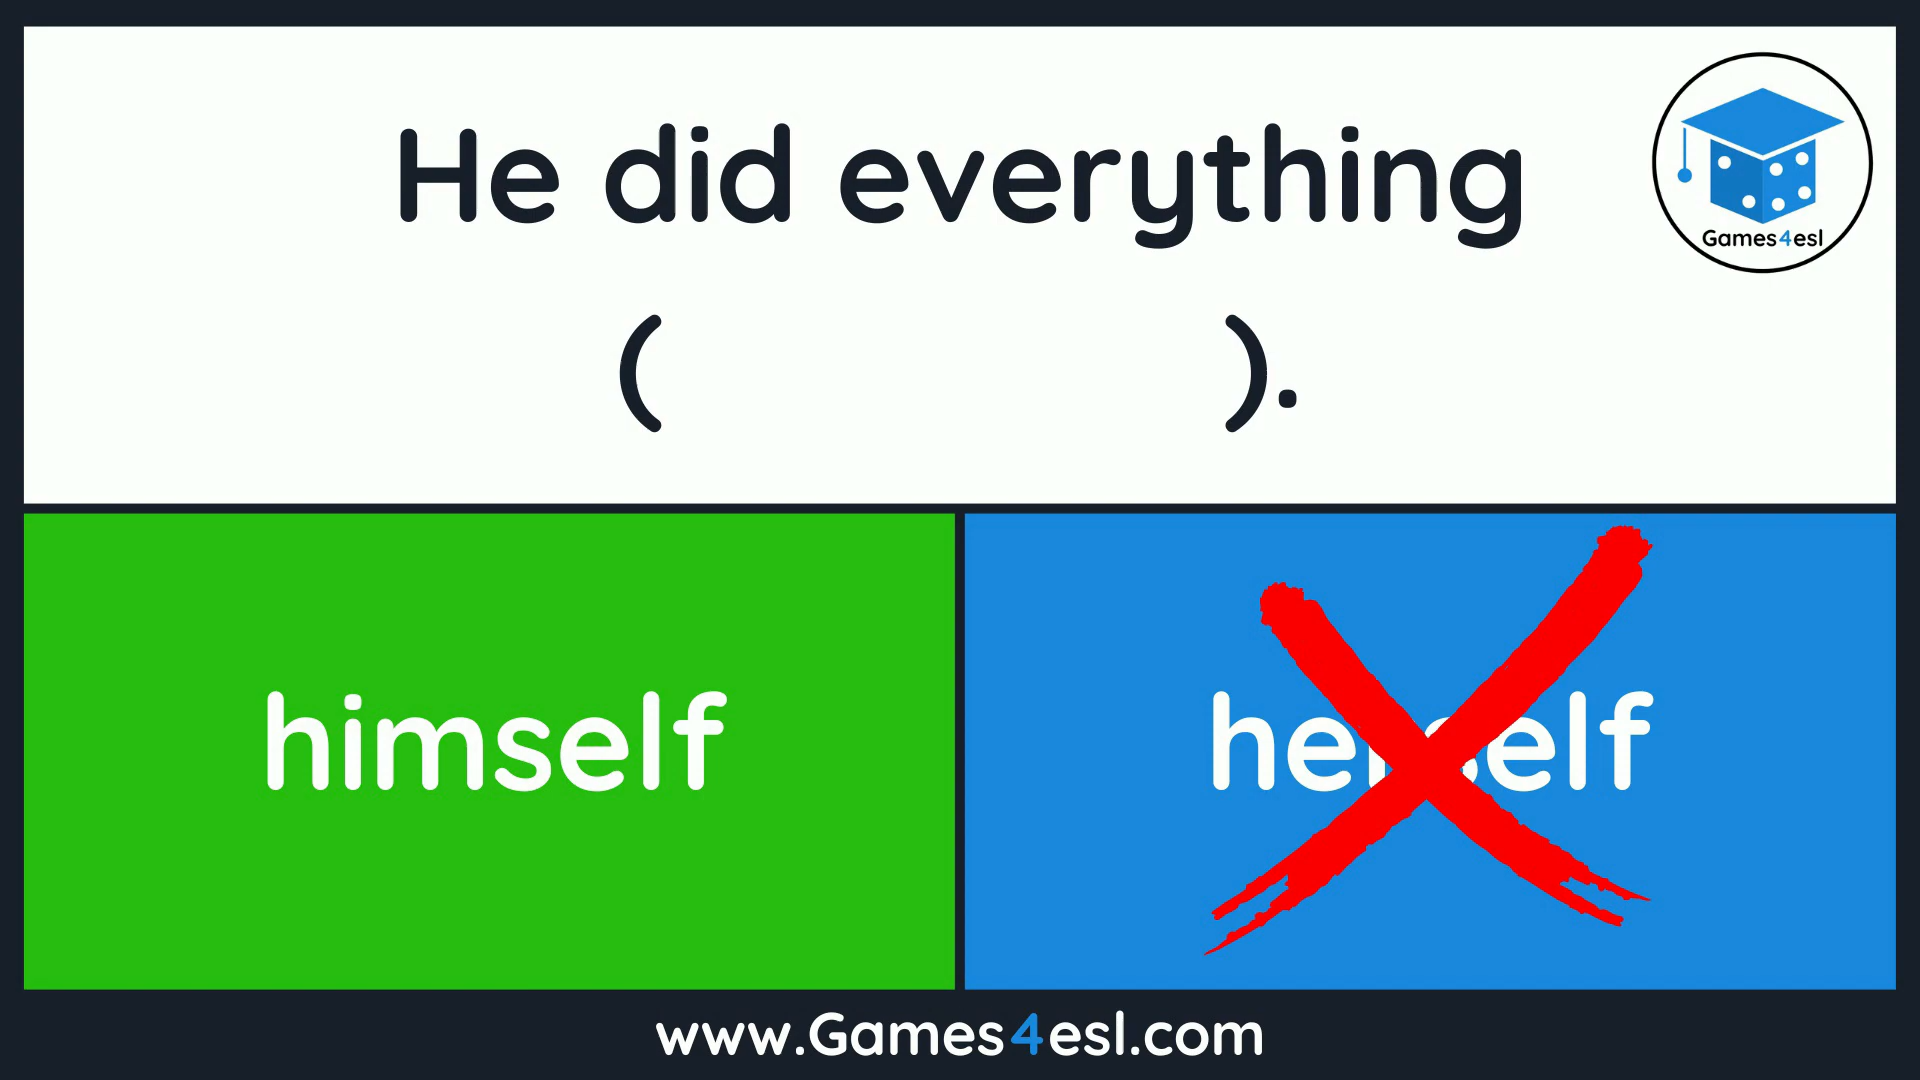 He did everything
( ).
Games4esl
himself
herself
www.Games4esl.com